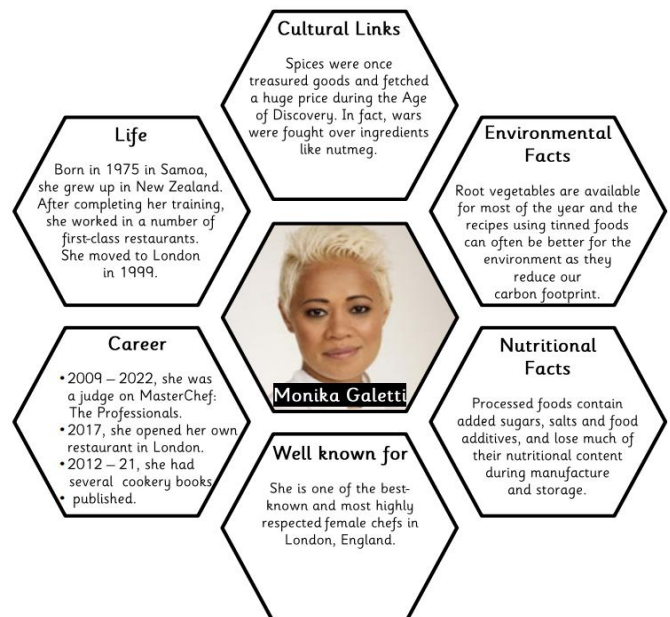 Cultural Links
Spices were once
treasured goods and fetched
a huge price during the Age
of Discovery. In fact, wars
were fought over ingredients
like nutmeg.
Life
Born in 1975 in Samoa,
she grew up in New Zealand.
After completing her training,
she worked in a number of
first-class restaurants.
She moved to London
in 1999.
Environmental
Facts
Root vegetables are available
for most of the year and the
recipes using tinned foods
can often be better for the
environment as they
reduce our
carbon footprint.
Monika Galetti
Career
• 2009 – 2022, she was
a judge on MasterChef:
The Professionals.
• 2017, she opened her own
restaurant in London.
• 2012 – 21, she had
several cookery books
• published.
Nutritional
Facts
Processed foods contain
added sugars, salts and food
additives, and lose much of
their nutritional content
during manufacture
and storage.
Well known for
She is one of the best-
known and most highly
respected female chefs in
London, England.